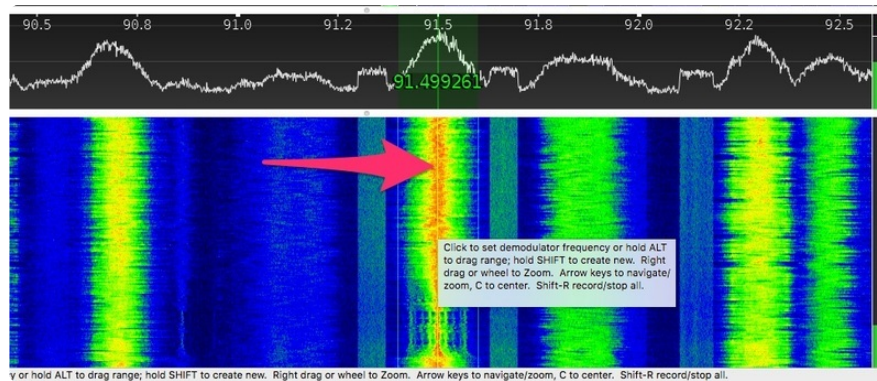 90.5 90.8 91.0 91.2 91.5 91.8 92.0 92.2 92.5
91.499261
Click to set demodulator frequency or hold ALT
to drag range; hold SHIFT to create new.  Right
drag or wheel to Zoom.  Arrow keys to navigate/
zoom, C to center.  Shift-R record/stop all.
y or hold ALT to drag range; hold SHIFT to create new.  Right drag or wheel to Zoom.  Arrow keys to navigate/zoom, C to center.  Shift-R record/stop all.